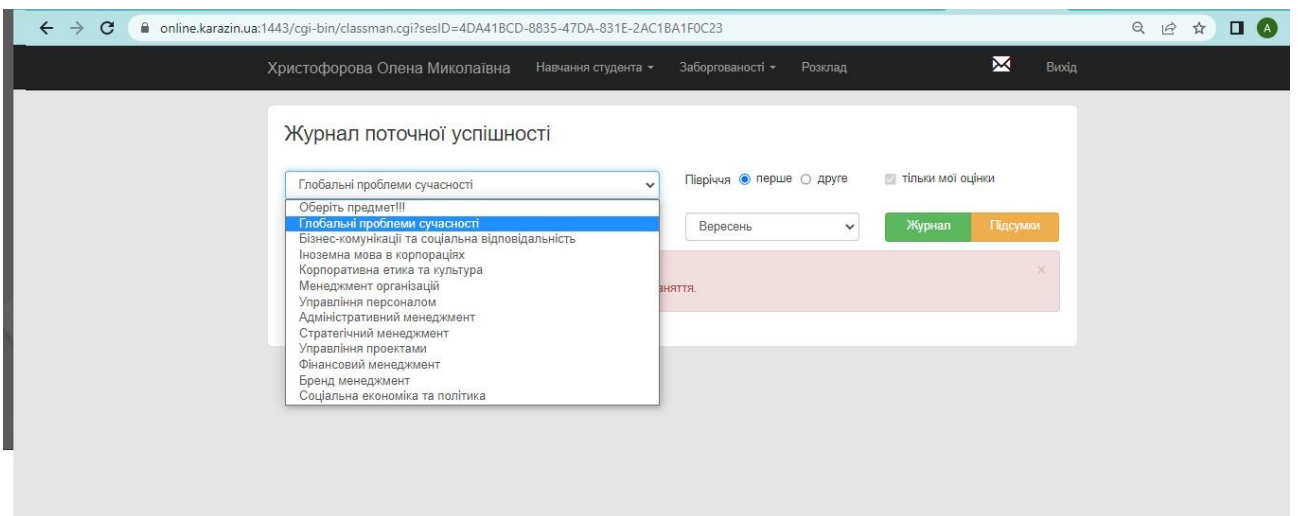 online.karazin.ua:1443/cgi-bin/classman.cgi?sesID=4DA41BCD-8835-47DA-831E-2AC1BA1F0C23
A
Христофорова Олена Миколаївна Навчання студента Заборгованості Розклад Вихід
Журнал поточної успішності
Глобальні проблеми сучасності Півріччя перше друге тільки мої оцінки
Оберіть предмет!!!
Глобальні проблеми сучасності
Бізнес-комунікації та соціальна відповідальність
Іноземна мова в корпораціях
Корпоративна етика та культура
Менеджмент організацій
Управління персоналом
Адміністративний менеджмент
Стратегічний менеджмент
Управління проектами
Фінансовий менеджмент
Бренд менеджмент
Соціальна економіка та політика
Вересень Журнал Підсумки